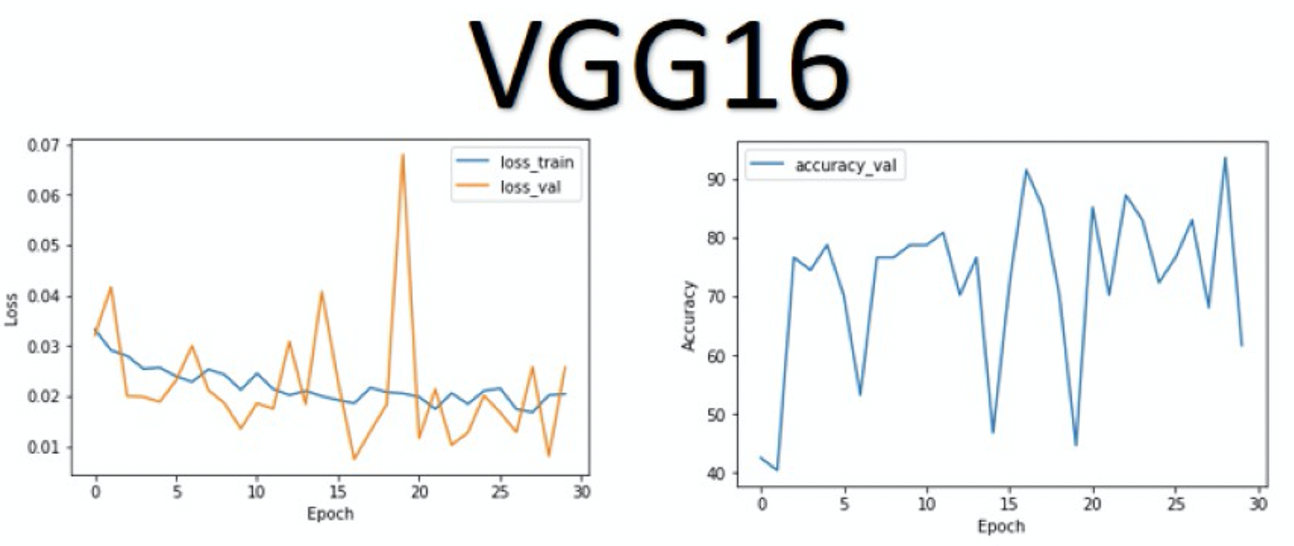 VGG16
0.07
0.06
0.05
0.04
0.03
0.02
0.01
Loss
loss_train
loss_val
0 5 10 15 20 25 30
Epoch
90
80
70
60
50
40
Accuracy
accuracy_val
0 5 10 15 20 25 30
Epoch